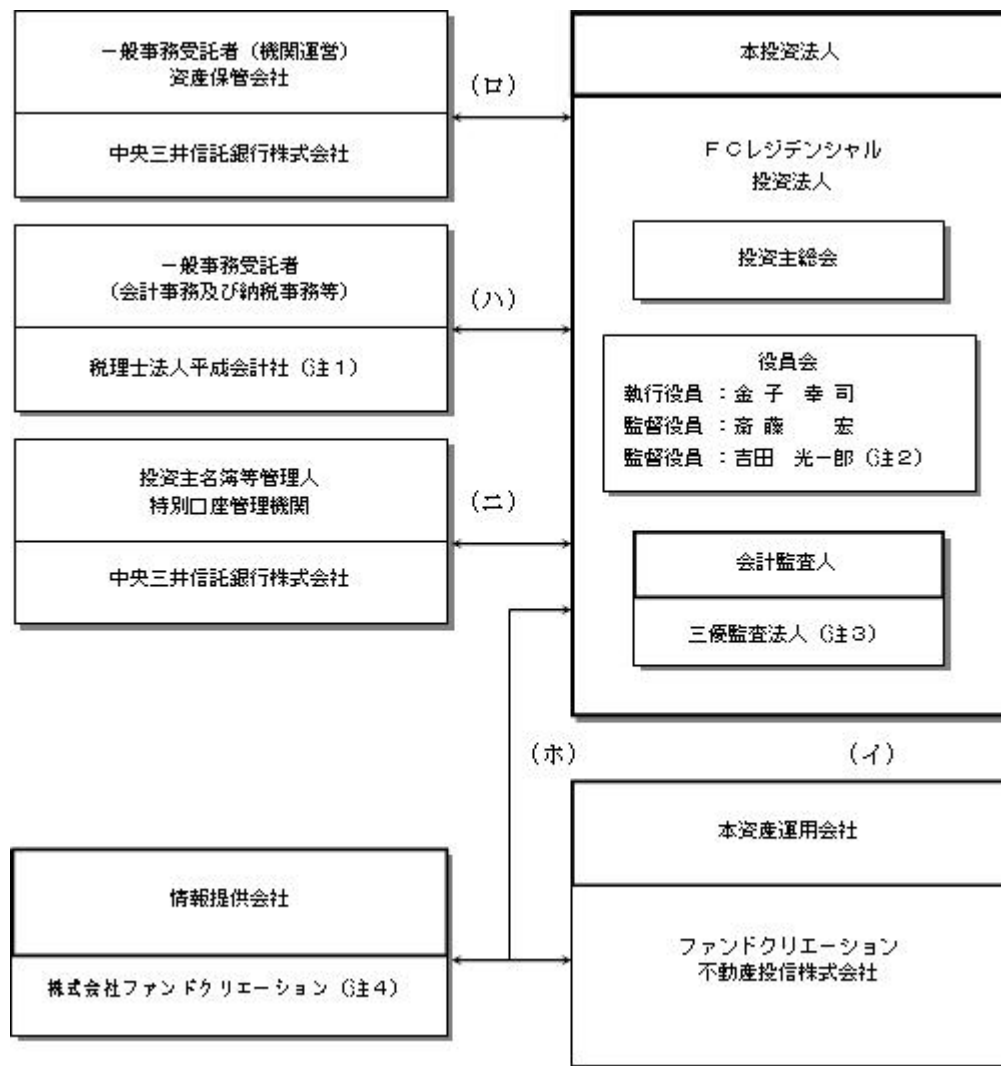 一般事務受託者（機関運営）
資産保管会社
中央三井信託銀行株式会社
（ロ）
本投資法人
ＦＣレジデンシャル
投資法人
投資主総会
一般事務受託者
（会計事務及び納税事務等）
税理士法人平成会計社（注１）
（ハ）
役員会
執行役員 ：金 子　幸 司
監督役員 ：斎 藤　　宏
監督役員 ：吉田　光一郎（注２）
投資主名簿等管理人
特別口座管理機関
中央三井信託銀行株式会社
（ニ）
会計監査人
三優監査法人（注３）
（ホ）
（イ）
本資産運用会社
ファンドクリエーション
不動産投信株式会社
情報提供会社
株式会社ファンドクリエーション（注４）